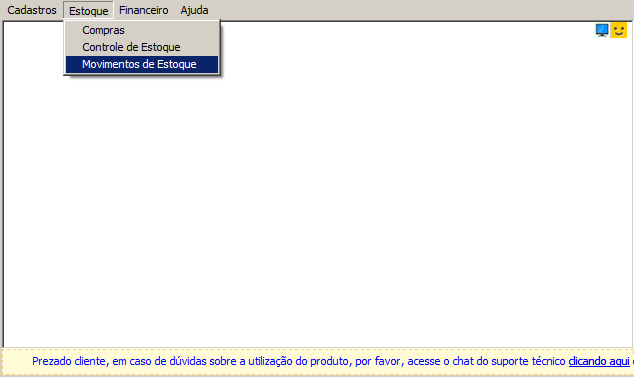 Cadastros Estoque Financeiro Ajuda
Compras
Controle de Estoque
Movimentos de Estoque
Prezado cliente, em caso de dúvidas sobre a utilização do produto, por favor, acesse o chat do suporte técnico clicando aqui